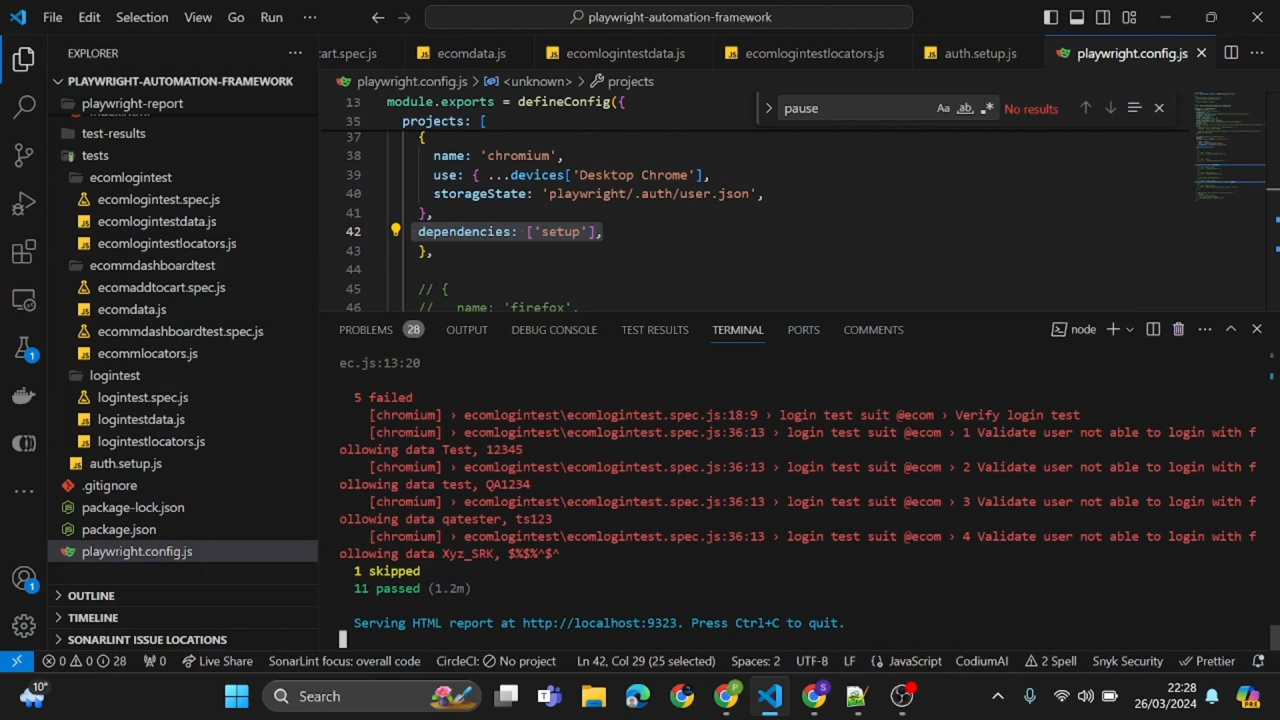 File Edit Selection View Go Run ··· playwright-automation-framework
EXPLORER ···
PLAYWRIGHT-AUTOMATION-FRAMEWORK
playwright-report
test-results
tests
ecomlogintest
ecomlogintest.spec.js
ecomlogintestdata.js
ecomlogintestlocators.js
ecommdashboardtest
ecomaddtocart.spec.js
ecomdata.js
ecommdashboardtest.spec.js
ecommlocators.js
logintest
logintest.spec.js
logintestdata.js
logintestlocators.js
auth.setup.js
.gitignore
package-lock.json
package.json
playwright.config.js
OUTLINE
TIMELINE
SONARLINT ISSUE LOCATIONS
cart.spec.js ecomdata.js ecomlogintestdata.js ecomlogintestlocators.js auth.setup.js playwright.config.js
playwright.config.js > <unknown> > projects
pause Aa ab No results
13 module.exports = defineConfig({
35 projects: [
37 {
38 name: 'chromium',
39 use: { ...devices['Desktop Chrome'],
40 storageState: 'playwright/.auth/user.json',
41 },
42 dependencies: ['setup'],
43 },
44
45 // {
46 // name: 'firefox',
PROBLEMS 28 OUTPUT DEBUG CONSOLE TEST RESULTS TERMINAL PORTS COMMENTS node
ec.js:13:20
5 failed
[chromium] › ecomlogintest\ecomlogintest.spec.js:18:9 › login test suit @ecom › Verify login test
[chromium] › ecomlogintest\ecomlogintest.spec.js:36:13 › login test suit @ecom › 1 Validate user not able to login with f
ollowing data Test, 12345
[chromium] › ecomlogintest\ecomlogintest.spec.js:36:13 › login test suit @ecom › 2 Validate user not able to login with f
ollowing data test, QA1234
[chromium] › ecomlogintest\ecomlogintest.spec.js:36:13 › login test suit @ecom › 3 Validate user not able to login with f
ollowing data qatester, ts123
[chromium] › ecomlogintest\ecomlogintest.spec.js:36:13 › login test suit @ecom › 4 Validate user not able to login with f
ollowing data Xyz_SRK, $%$%^$^
1 skipped
11 passed (1.2m)
Serving HTML report at http://localhost:9323. Press Ctrl+C to quit.
0 0 28 0 Live Share SonarLint focus: overall code CircleCI: No project Ln 42, Col 29 (25 selected) Spaces: 2 UTF-8 LF JavaScript CodiumAI 2 Spell Snyk Security Prettier
10° Search 22:28
26/03/2024